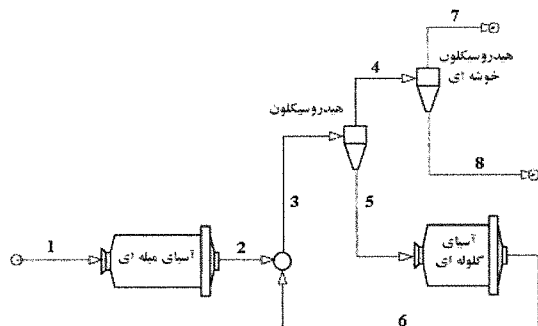 7
هیدروسیکلون
خوشه ای
4
هیدروسیکلون
8
3
5
1
2
آسیای میله ای
آسیای
گلوله ای
6